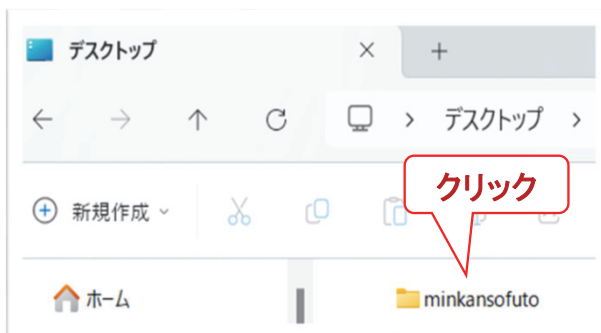 デスクトップ
デスクトップ
クリック
新規作成
ホーム
minkansofuto